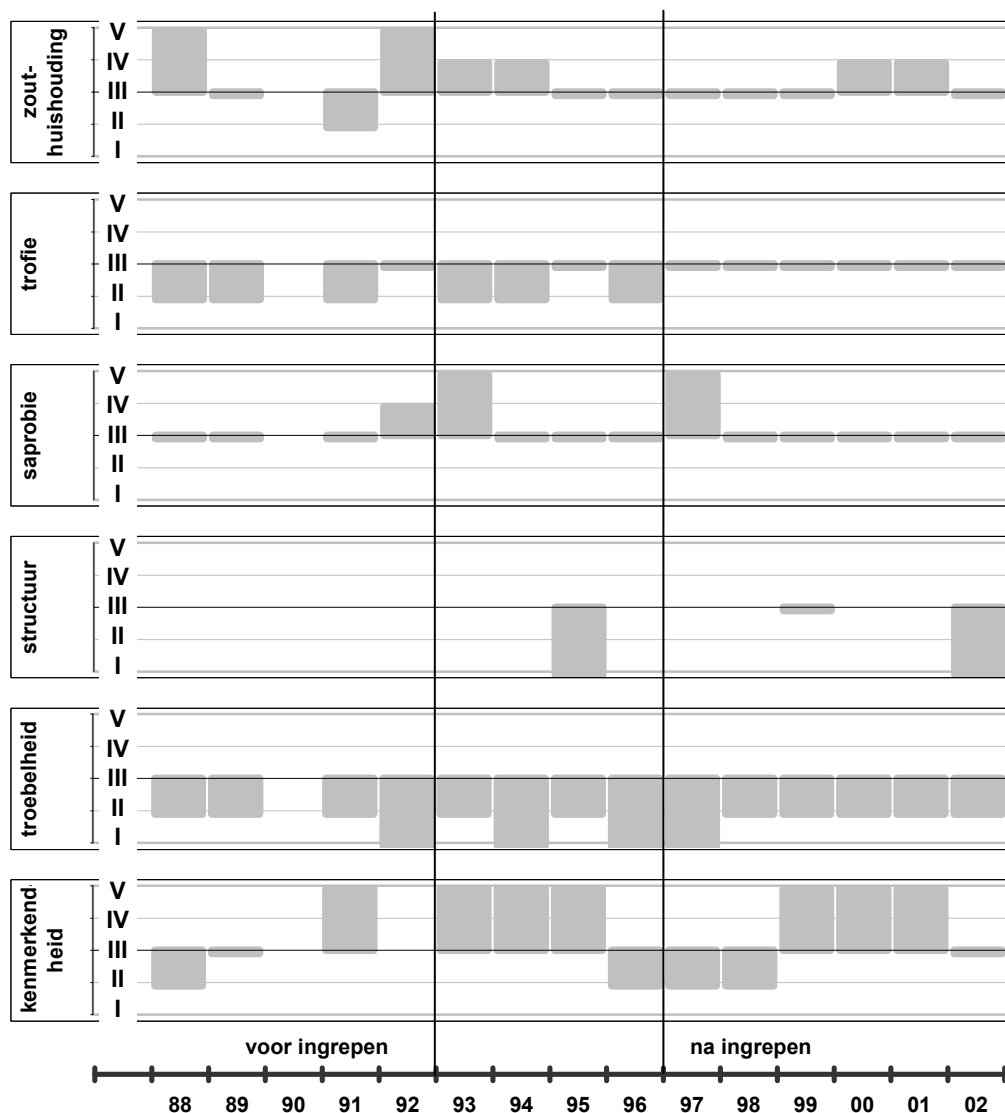 zout-
huishouding
V
IV
III
II
I
trofie
V
IV
III
II
I
saprobie
V
IV
III
II
I
structuur
V
IV
III
II
I
troebelheid
V
IV
III
II
I
kenmerkend
heid
V
IV
III
II
I
voor ingrepen na ingrepen
88 89 90 91 92 93 94 95 96 97 98 99 00 01 02